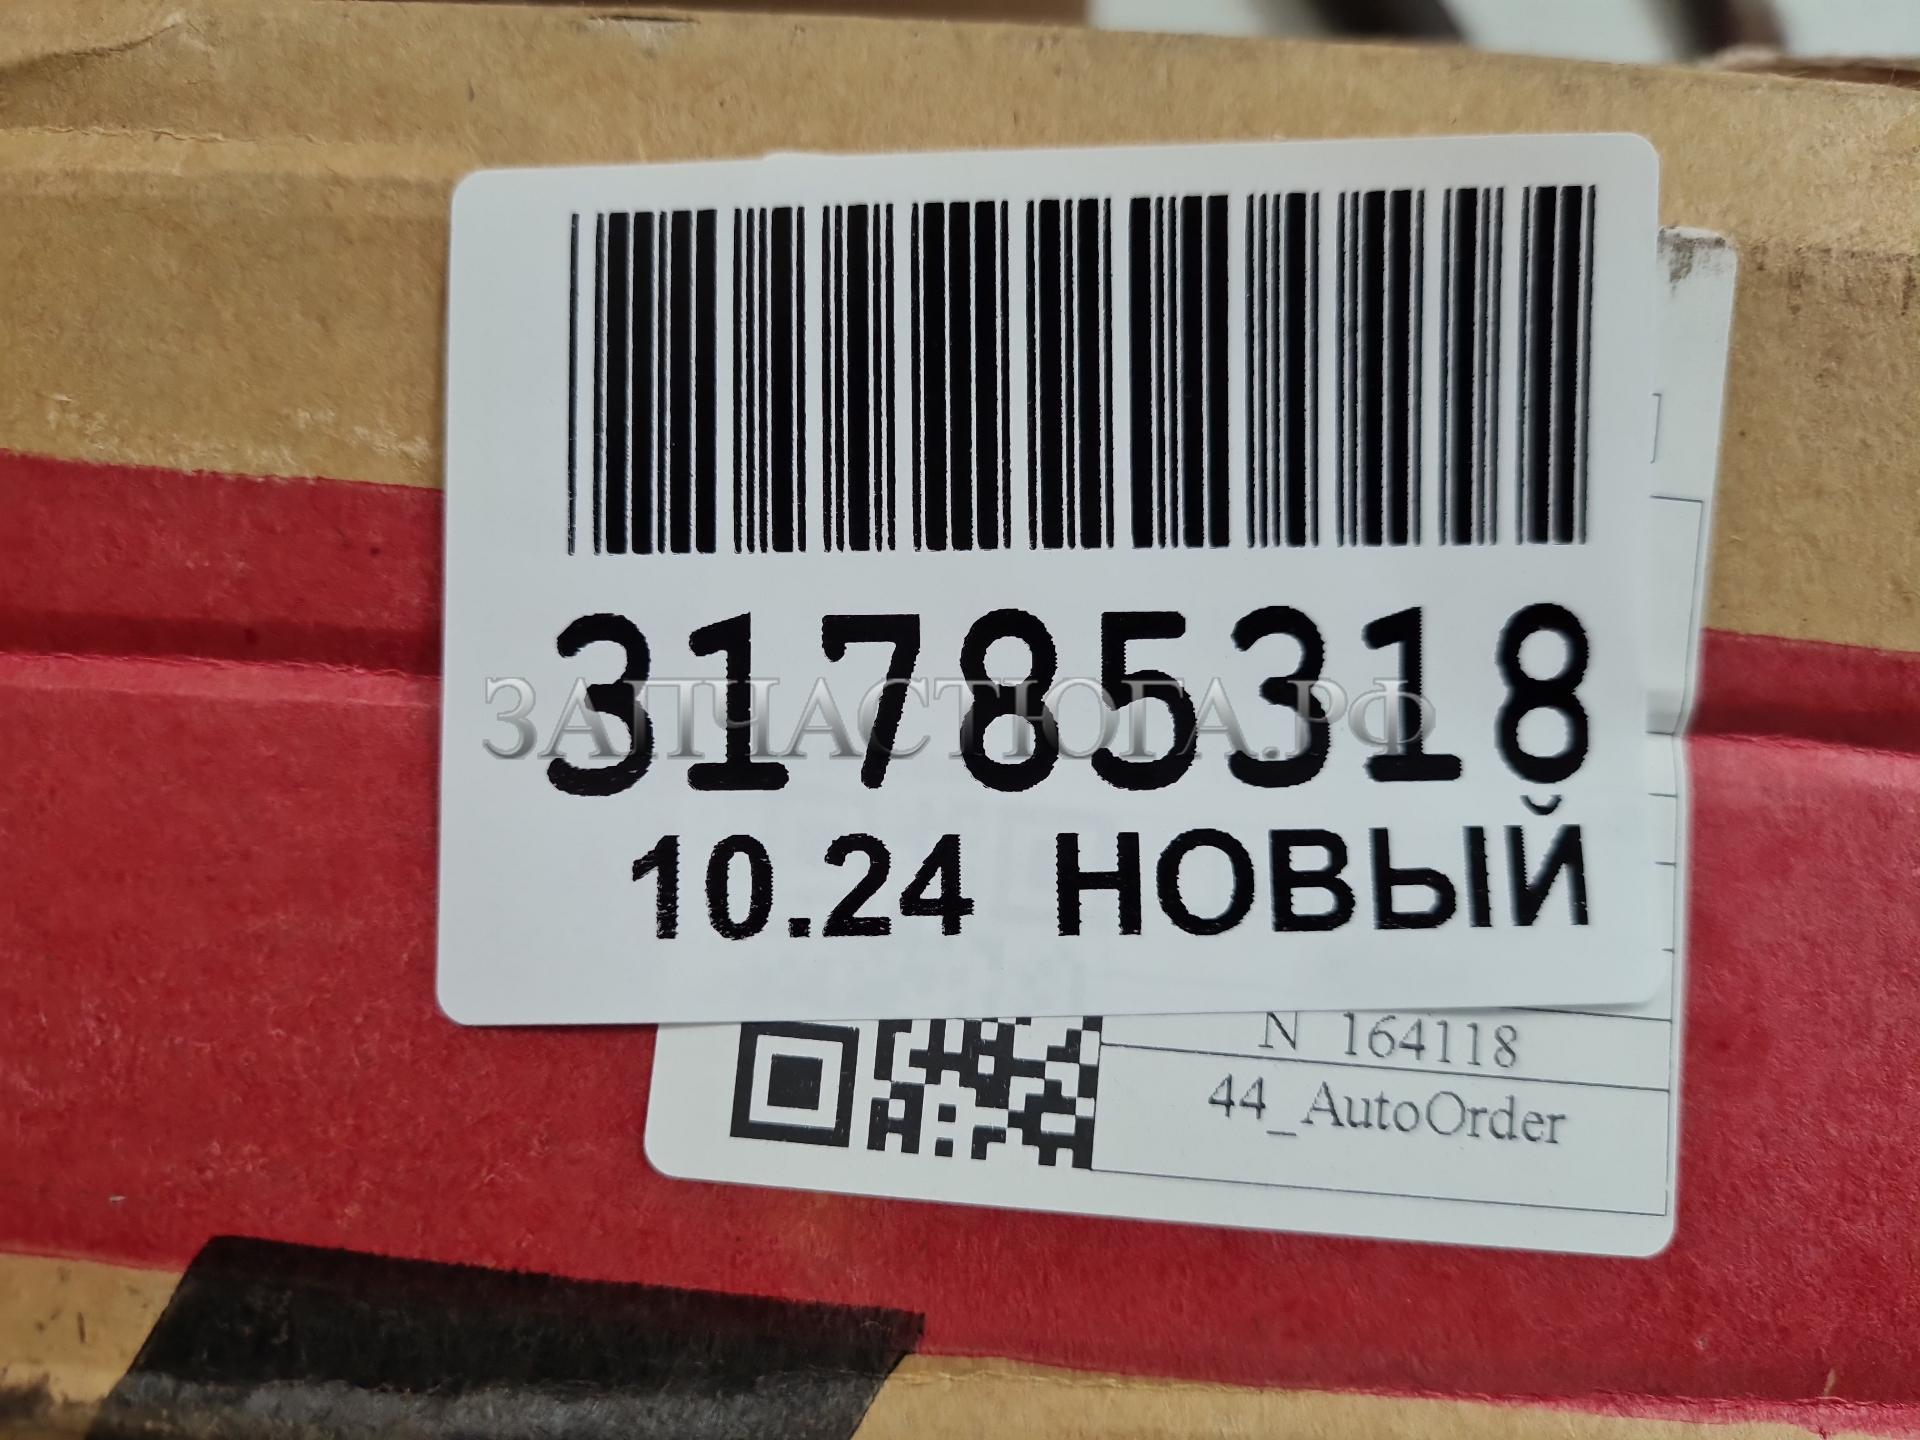 31785318
ЗАПЧАСТЮГА.РФ
10.24 НОВЫЙ
N 164118
44_AutoOrder